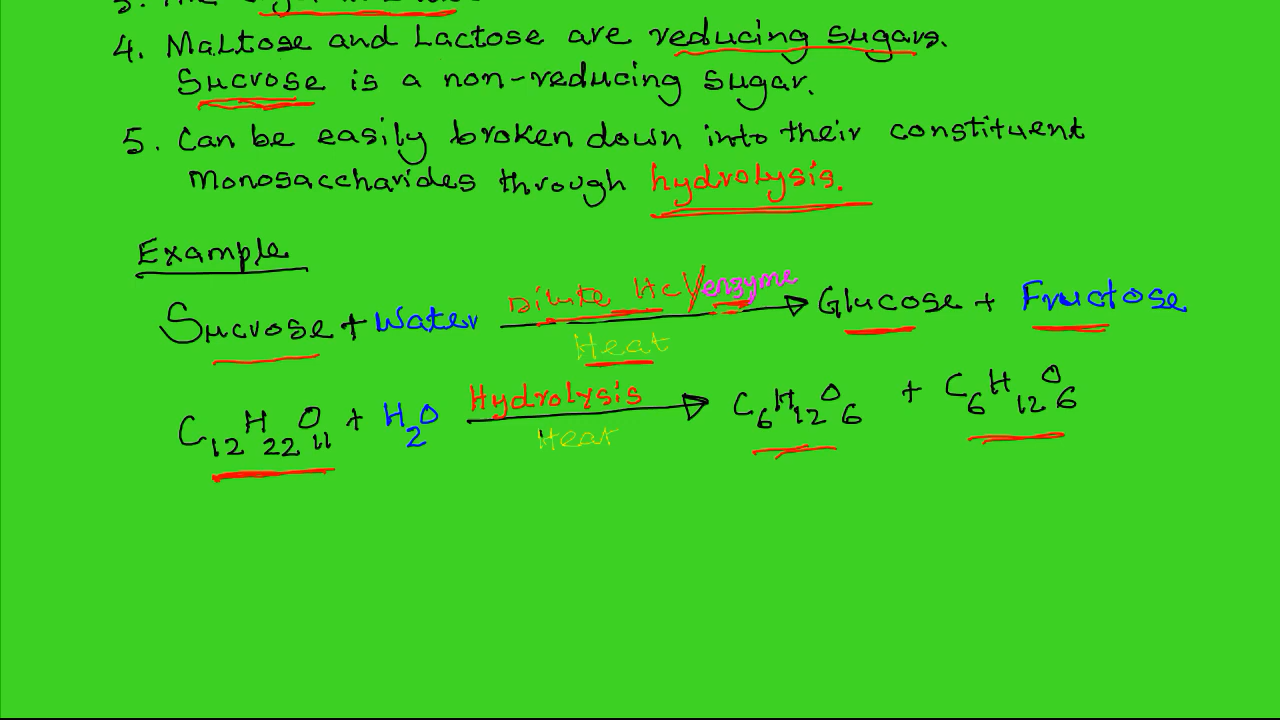 4. Maltose and Lactose are reducing sugars.
Sucrose is a non-reducing sugar.
5. Can be easily broken down into their constituent
Monosaccharides through hydrolysis.
Example
Sucrose + Water Dilute HCl/enzyme Glucose + Fructose
Heat
C12H22O11 + H2O Hydrolysis C6H12O6 + C6H12O6
Heat